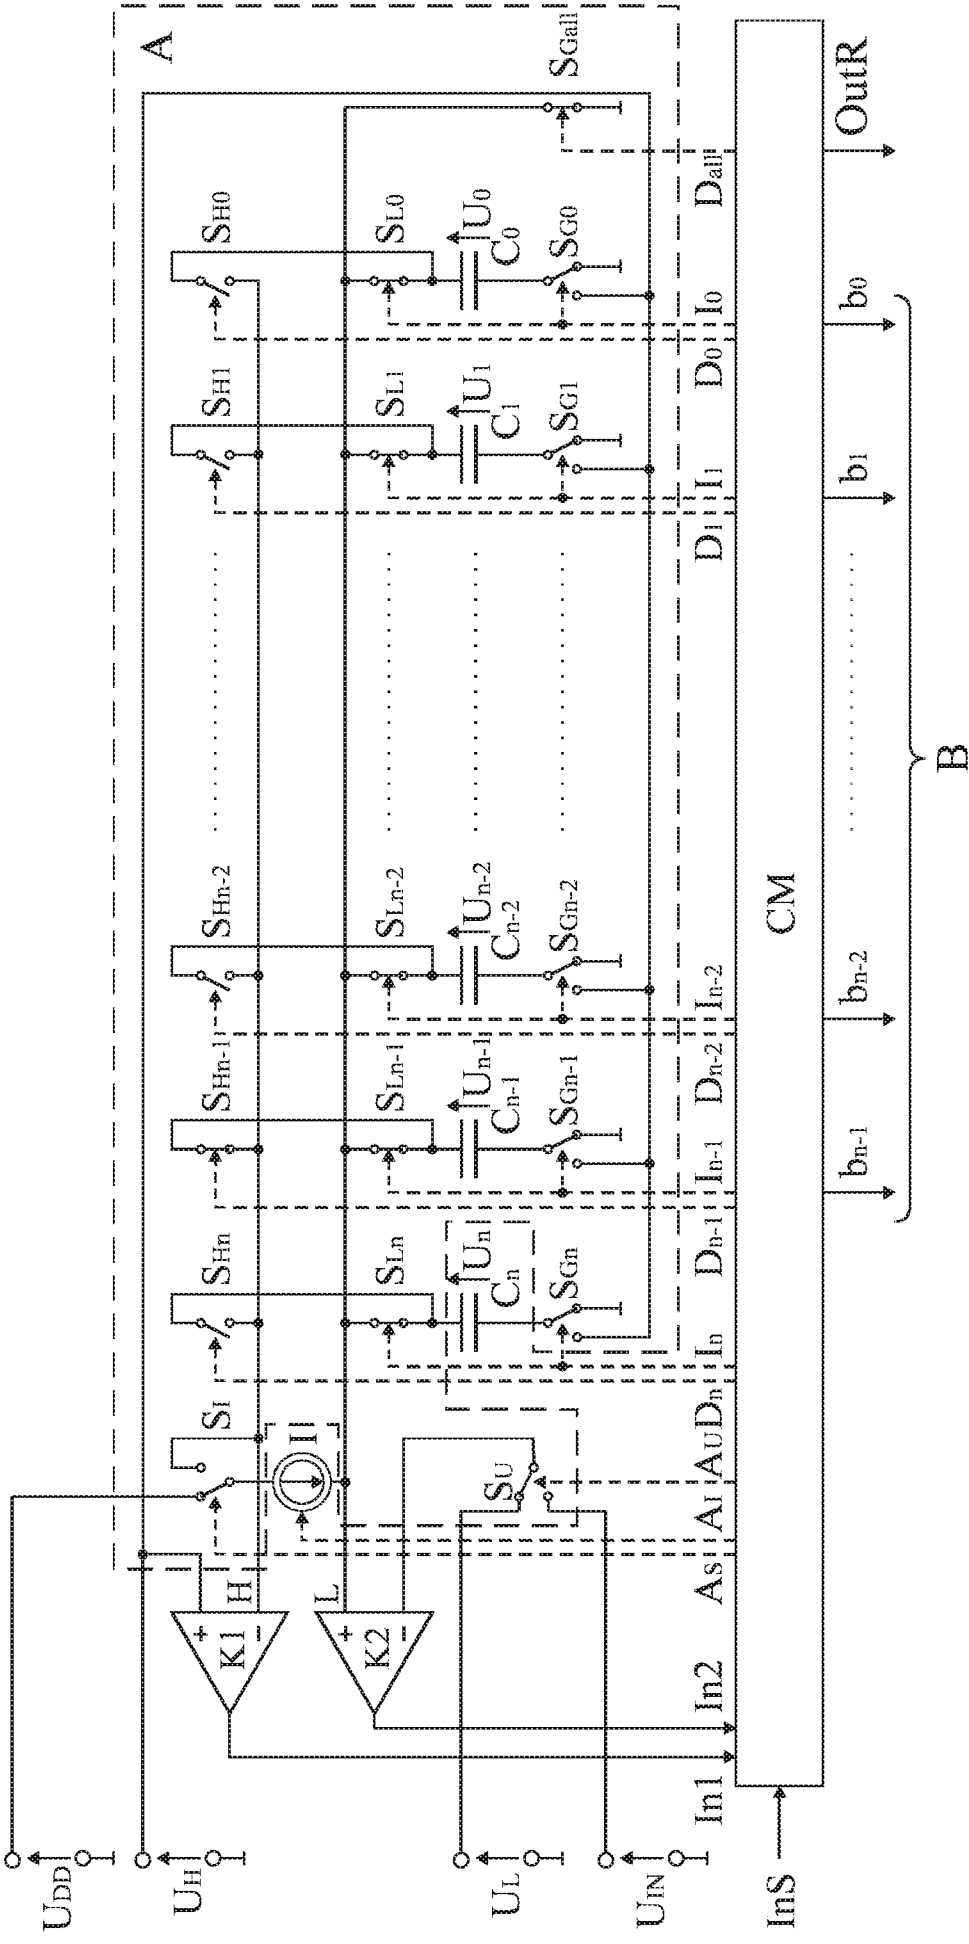 A
SGall
SH0
SL0
U0
C0
SG0
SH1
SL1
U1
C1
SG1
SHn-2
SLn-2
Un-2
Cn-2
SGn-2
SHn-1
SLn-1
Un-1
Cn-1
SGn-1
SHn
SLn
Un
Cn
SGn
SI
I
SU
H
L
+
−
K1
+
−
K2
UDD
UH
UL
UIN
InS
In1
In2
AS
AI
AU
Dn
In
Dn-1
In-1
Dn-2
In-2
D1
I1
D0
I0
Dall
CM
bn-1
bn-2
b1
b0
OutR
B